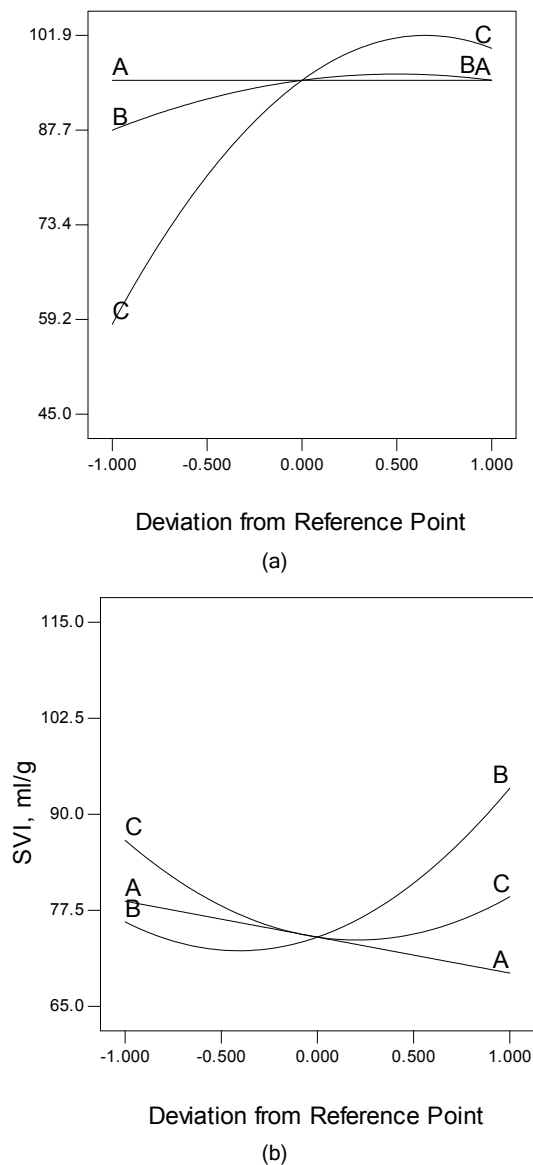 101.9
C
A
BA
87.7
B
73.4
59.2
C
45.0
-1.000 -0.500 0.000 0.500 1.000
Deviation from Reference Point
(a)
115.0
102.5
B
90.0
C
SVI, ml/g
A
C
77.5
B
A
65.0
-1.000 -0.500 0.000 0.500 1.000
Deviation from Reference Point
(b)